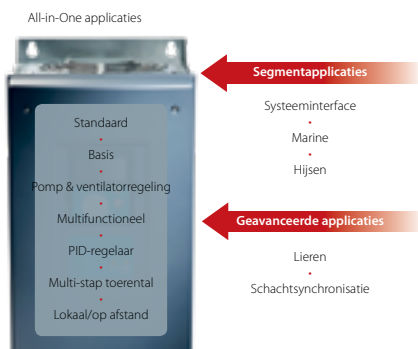 All-in-One applicaties
Standaard
•
Basis
•
Pomp & ventilatorregeling
•
Multifunctioneel
•
PID-regelaar
•
Multi-stap toerental
•
Lokaal/op afstand
Segmentapplicaties
Systeeminterface
•
Marine
•
Hijsen
Geavanceerde applicaties
Lieren
•
Schachtsynchronisatie